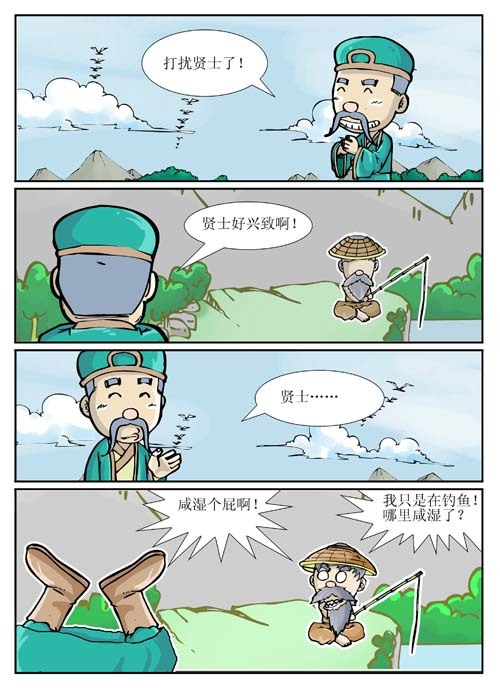 打扰贤士了！
贤士好兴致啊！
贤士……
咸湿个屁啊！
我只是在钓鱼！
哪里咸湿了？